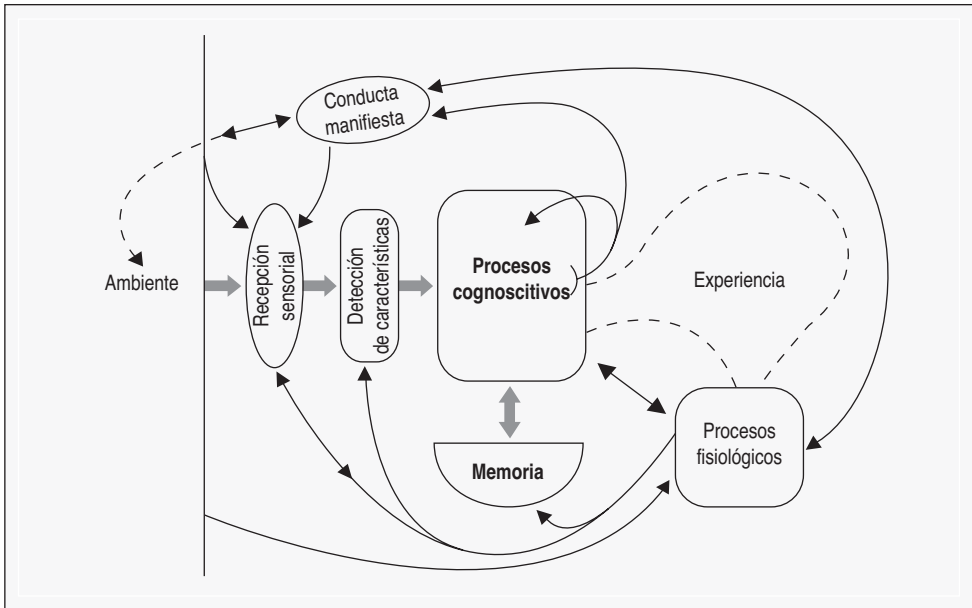 Conducta
manifiesta
Ambiente
Recepción
sensorial
Detección
de características
Procesos
cognoscitivos
Experiencia
Memoria
Procesos
fisiológicos